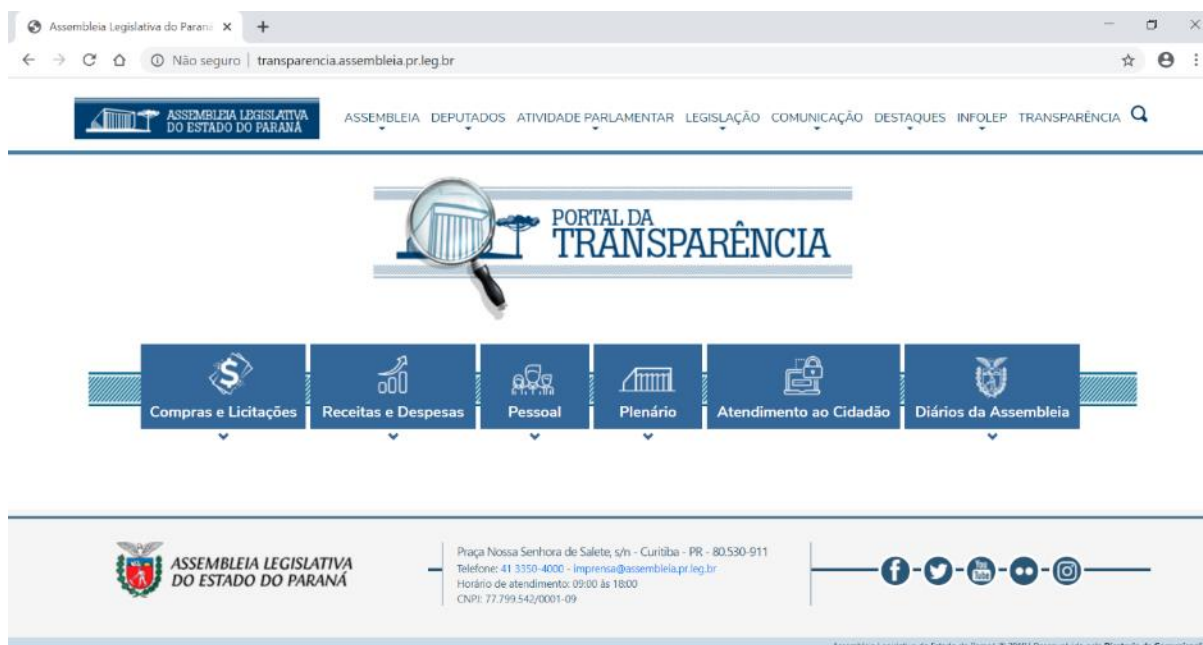 Assembleia Legislativa do Paraná
Não seguro | transparencia.assembleia.pr.leg.br
ASSEMBLEIA LEGISLATIVA
DO ESTADO DO PARANÁ
ASSEMBLEIA DEPUTADOS ATIVIDADE PARLAMENTAR LEGISLAÇÃO COMUNICAÇÃO DESTAQUES INFOLEP TRANSPARÊNCIA
PORTAL DA
TRANSPARÊNCIA
Compras e Licitações Receitas e Despesas Pessoal Plenário Atendimento ao Cidadão Diários da Assembleia
ASSEMBLEIA LEGISLATIVA
DO ESTADO DO PARANÁ
Praça Nossa Senhora de Salete, s/n - Curitiba - PR - 80.530-911
Telefone: 41 3350-4000 - imprensa@assembleia.pr.leg.br
Horário de atendimento: 09:00 às 18:00
CNPJ: 77.799.542/0001-09
You
Tube